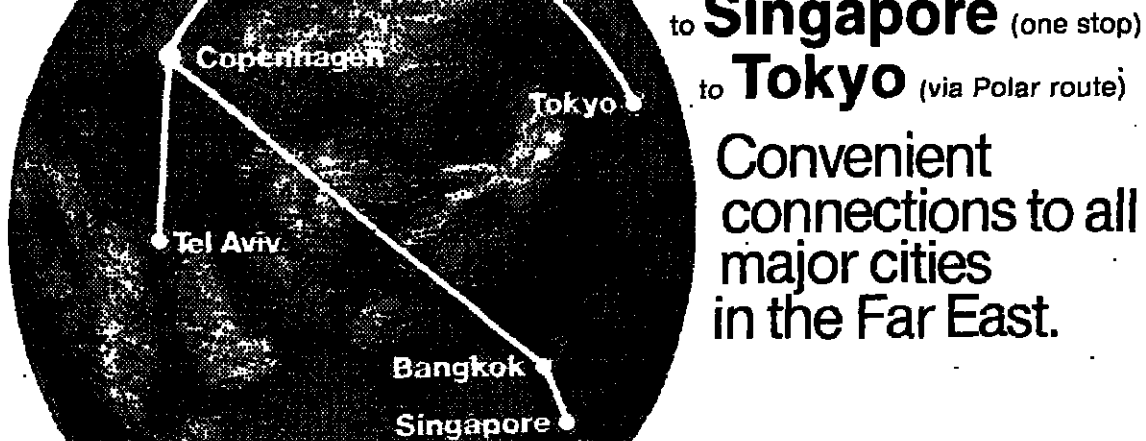 Copenhagen
Tokyo
Tel Aviv
Bangkok
Singapore
to Singapore (one stop)
to Tokyo (via Polar route)
Convenient
connections to all
major cities
in the Far East.